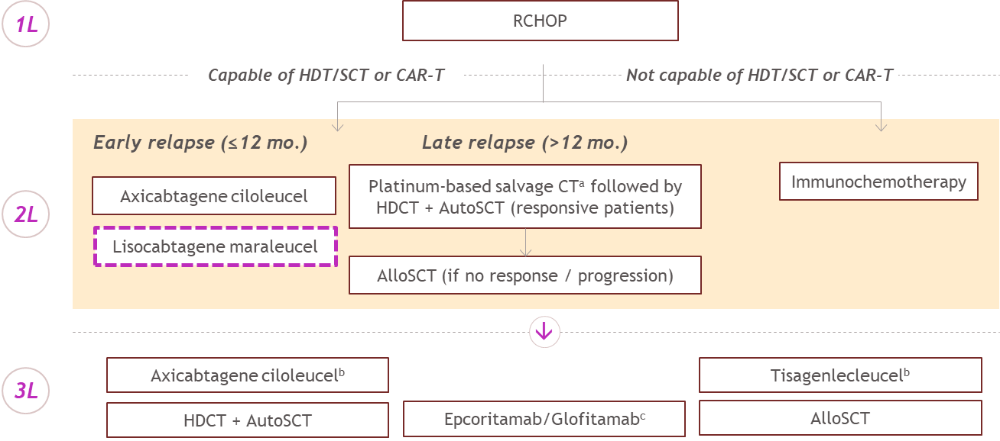 1L
RCHOP
Capable of HDT/SCT or CAR-T
Not capable of HDT/SCT or CAR-T
2L
Early relapse (≤12 mo.)
Late relapse (>12 mo.)
Axicabtagene ciloleucel
Lisocabtagene maraleucel
Platinum-based salvage CTᵃ followed by
HDCT + AutoSCT (responsive patients)
AlloSCT (if no response / progression)
Immunochemotherapy
3L
Axicabtagene ciloleucelᵇ
Tisagenlecleucelᵇ
HDCT + AutoSCT
Epcoritamab/Glofitamabᶜ
AlloSCT